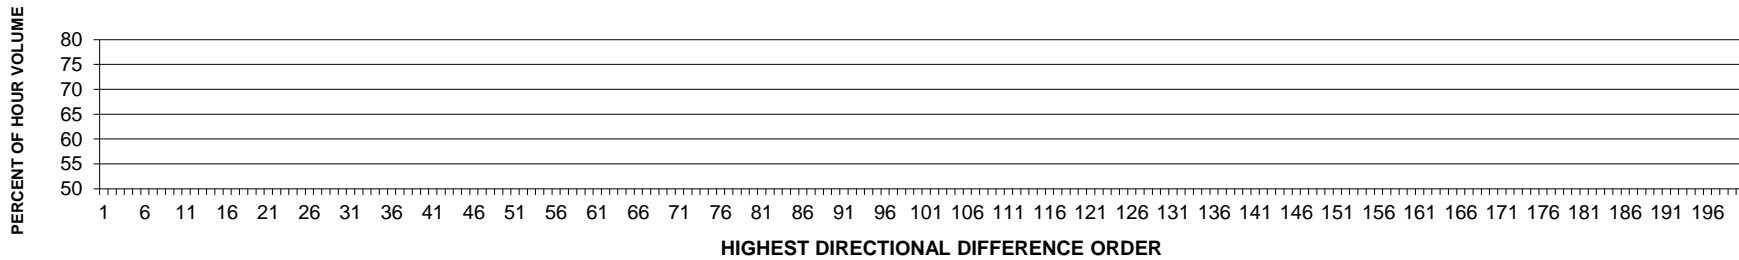 PERCENT OF HOUR VOLUME
80
75
70
65
60
55
50
1 6 11 16 21 26 31 36 41 46 51 56 61 66 71 76 81 86 91 96 101 106 111 116 121 126 131 136 141 146 151 156 161 166 171 176 181 186 191 196
HIGHEST DIRECTIONAL DIFFERENCE ORDER